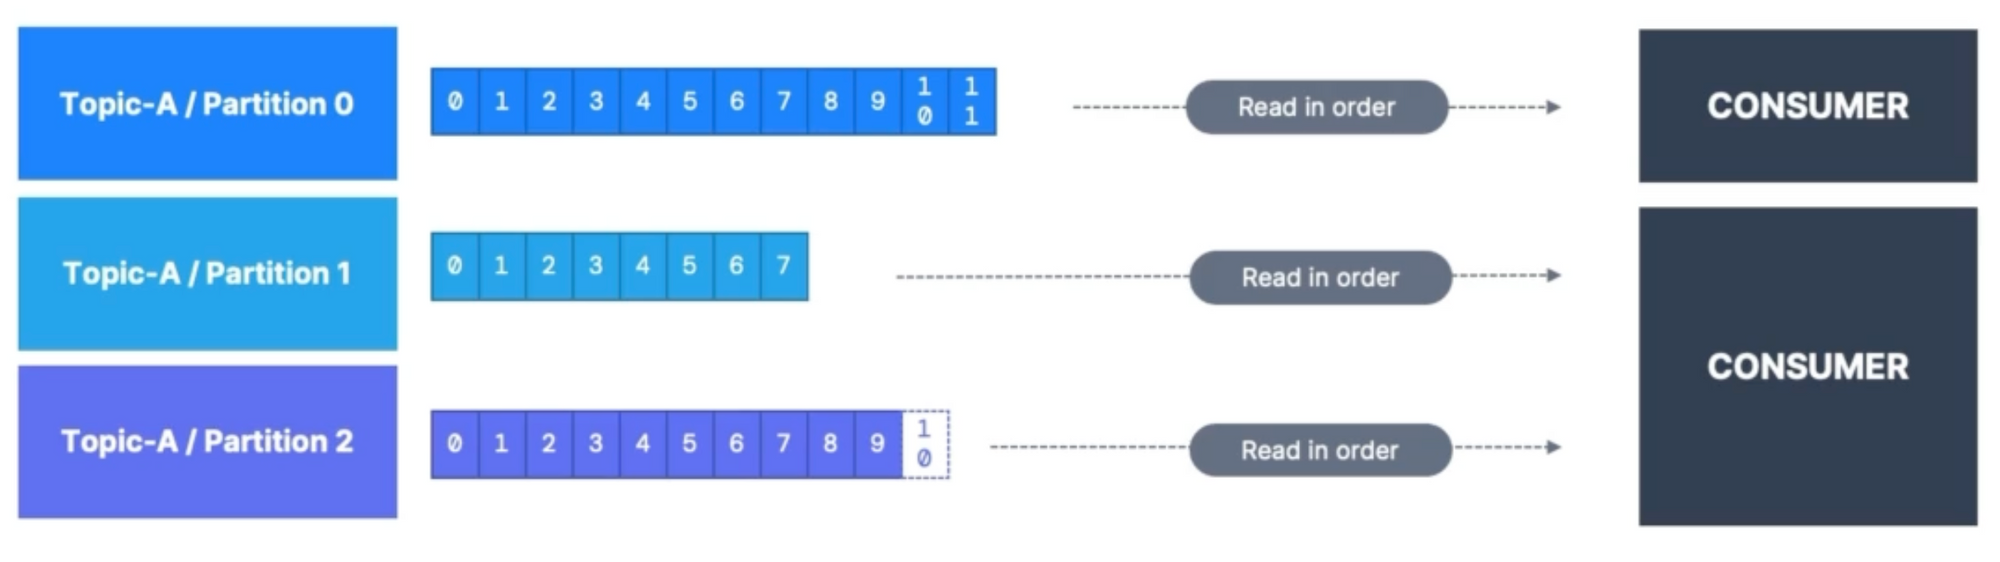 Topic-A / Partition 0
0 1 2 3 4 5 6 7 8 9 10 11
Read in order
CONSUMER
Topic-A / Partition 1
0 1 2 3 4 5 6 7
Read in order
Topic-A / Partition 2
0 1 2 3 4 5 6 7 8 9 10
Read in order
CONSUMER